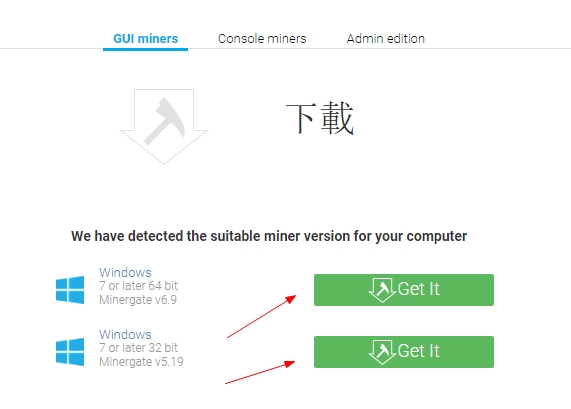 GUI miners Console miners Admin edition
下載
We have detected the suitable miner version for your computer
Windows
7 or later 64 bit
Minergate v6.9
Get It
Windows
7 or later 32 bit
Minergate v5.19
Get It